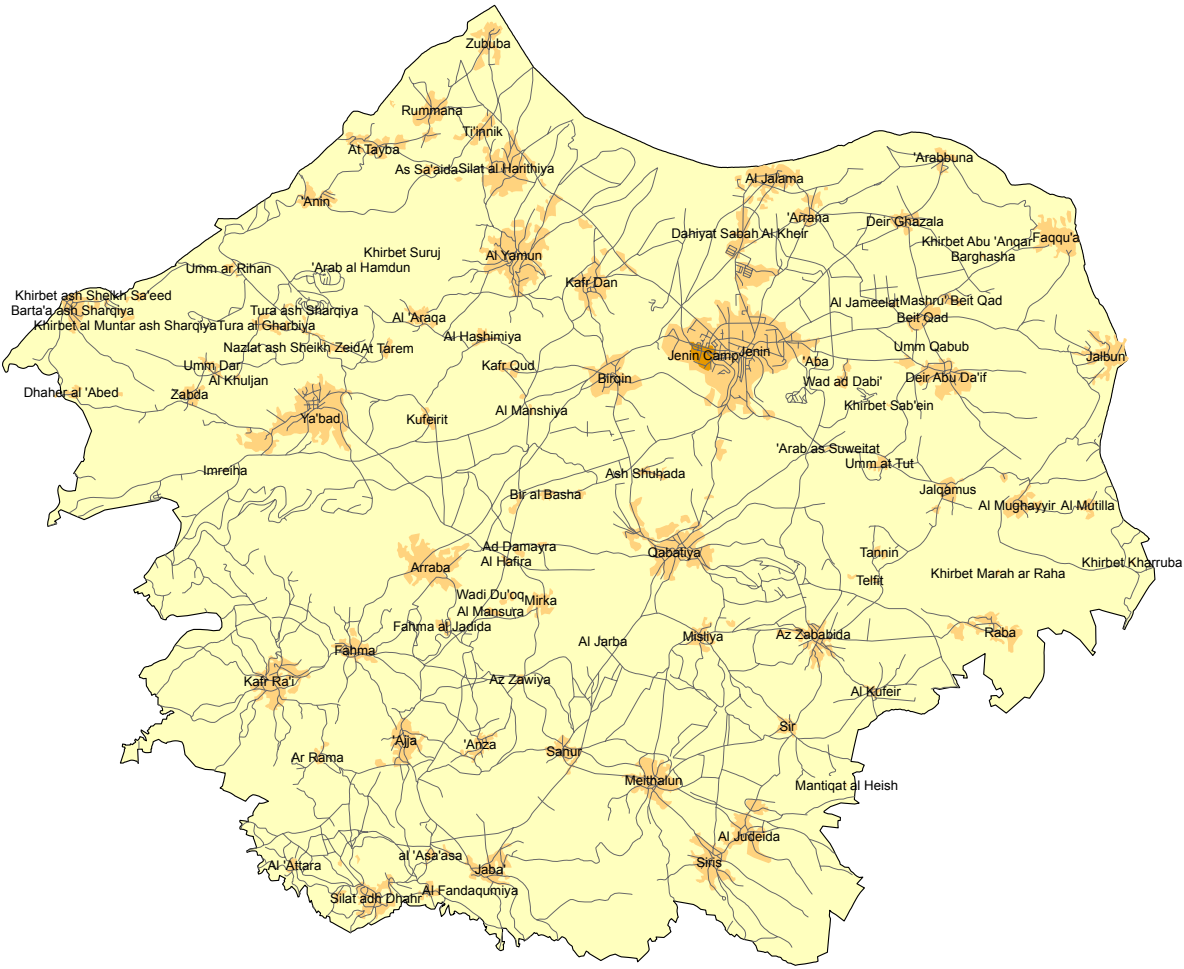 Zububa
Rummana
Ti'innik
At Tayba
'Arabbuna
As Sa'aida
Silat al Harithiya
Al Jalama
'Anin
'Arrana
Deir Ghazala
Dahiyat Sabah Al Kheir
Khirbet Abu 'Anqar
Faqqu'a
Khirbet Suruj
Al Yamun
Barghasha
Umm ar Rihan
'Arab al Hamdun
Kafr Dan
Khirbet ash Sheikh Sa'eed
Al Jameelat
Mashru' Beit Qad
Barta'a ash Sharqiya
Tura ash Sharqiya
Al 'Araqa
Beit Qad
Khirbet al Muntar ash Sharqiya
Tura al Gharbiya
Al Hashimiya
Nazlat ash Sheikh Zeid
At Tarem
Umm Qabub
Jenin Camp
Jenin
Jalbun
Umm Dar
Kafr Qud
'Aba
Al Khuljan
Birqin
Wad ad Dabi'
Deir Abu Da'if
Dhaher al 'Abed
Zabda
Khirbet Sab'ein
Ya'bad
Kufeirit
Al Manshiya
'Arab as Suweitat
Imreiha
Ash Shuhada
Umm at Tut
Bir al Basha
Jalqamus
Al Mughayyir
Al Mutilla
Ad Damayra
Qabatiya
Tannin
Al Hafira
Khirbet Kharruba
Arraba
Telfit
Khirbet Marah ar Raha
Wadi Du'oq
Mirka
Al Mansura
Fahma al Jadida
Al Jarba
Misliya
Az Zababida
Raba
Fahma
Kafr Ra'i
Az Zawiya
Al Kufeir
Sir
'Ajja
'Anza
Sanur
Ar Rama
Meithalun
Mantiqat al Heish
Al Judeida
al 'Asa'asa
Siris
Al 'Attara
Jaba'
Al Fandaqumiya
Silat adh Dhahr